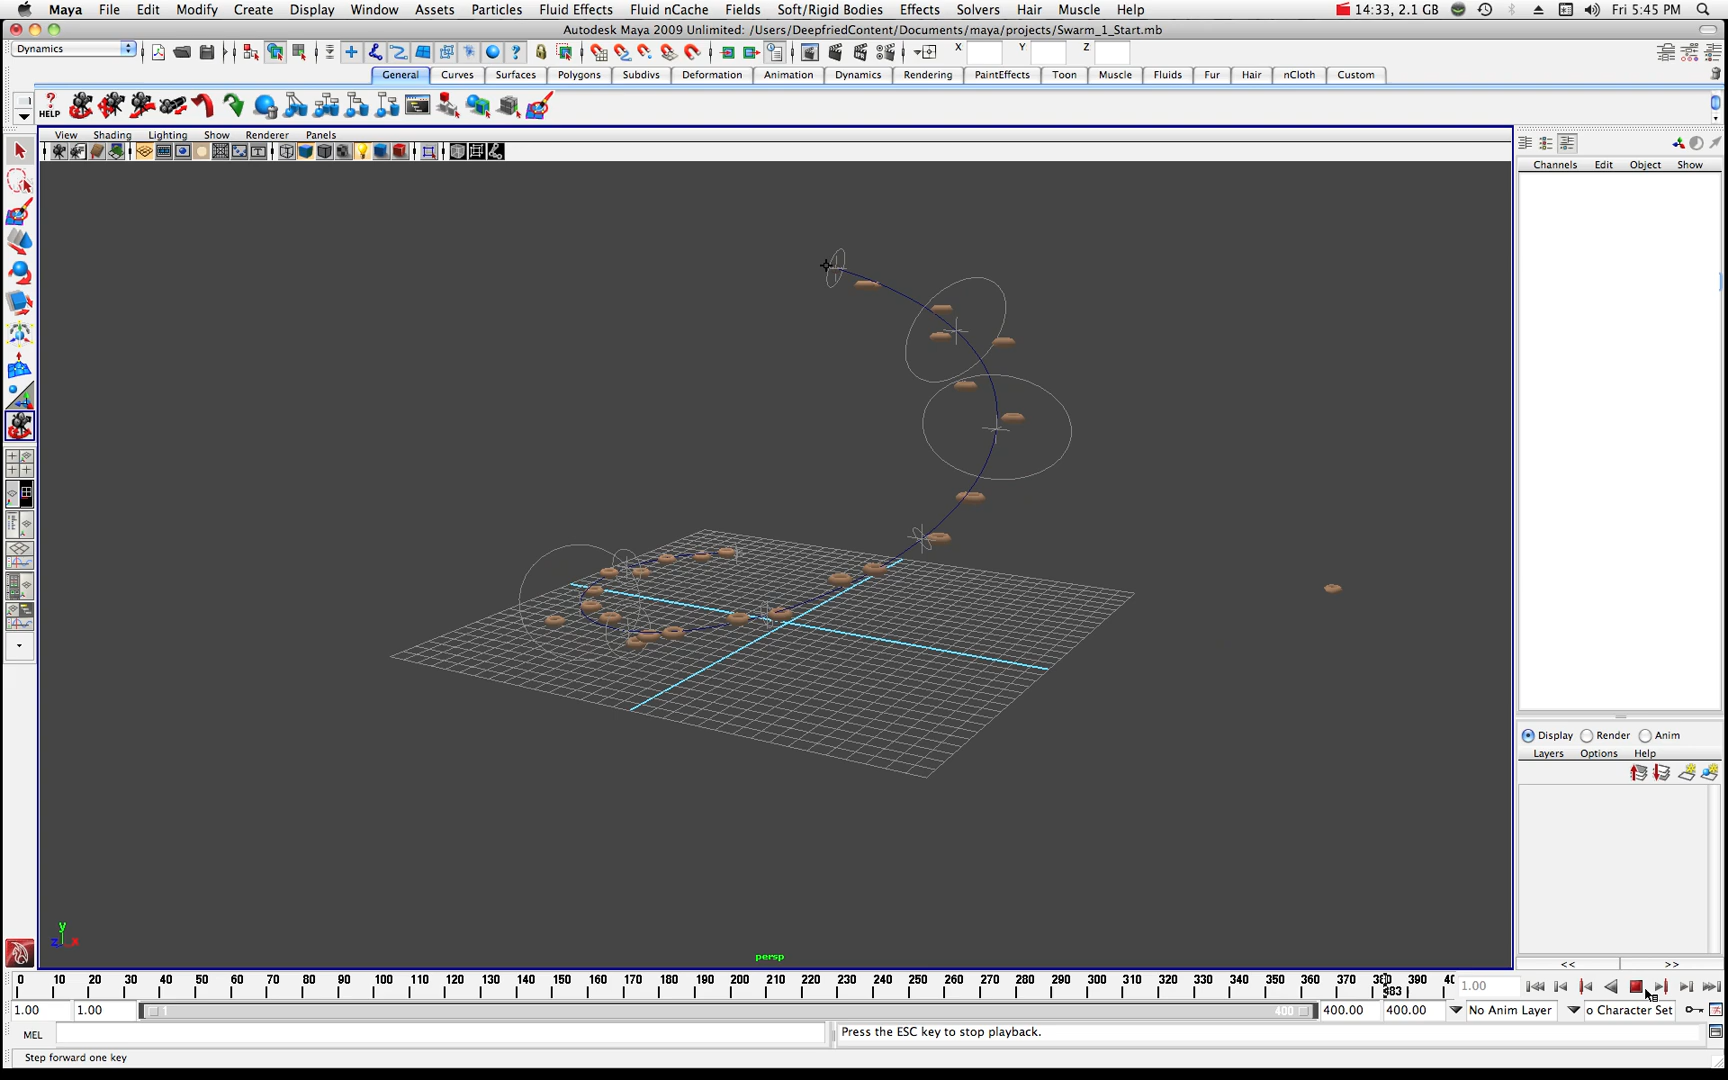 Maya File Edit Modify Create Display Window Assets Particles Fluid Effects Fluid nCache Fields Soft/Rigid Bodies Effects Solvers Hair Muscle Help 14:33, 2.1 GB Fri 5:45 PM
Autodesk Maya 2009 Unlimited: /Users/DeepfriedContent/Documents/maya/projects/Swarm_1_Start.mb
Dynamics X Y Z
General Curves Surfaces Polygons Subdivs Deformation Animation Dynamics Rendering PaintEffects Toon Muscle Fluids Fur Hair nCloth Custom
?
HELP
View Shading Lighting Show Renderer Panels
Channels Edit Object Show
Display Render Anim
Layers Options Help
y
z x
persp
<< >>
0 10 20 30 40 50 60 70 80 90 100 110 120 130 140 150 160 170 180 190 200 210 220 230 240 250 260 270 280 290 300 310 320 330 340 350 360 370 380 390 40
383 1.00
1.00 1.00 1 400 400.00 400.00 No Anim Layer o Character Set
MEL Press the ESC key to stop playback.
Step forward one key